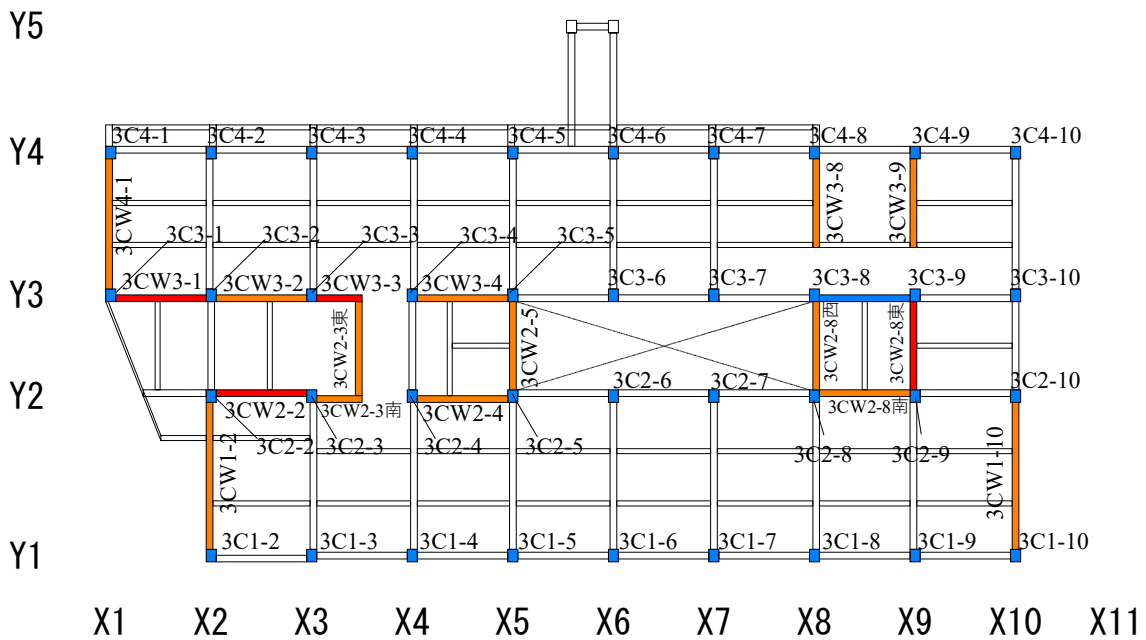 Y5
3C4-1 3C4-2 3C4-3 3C4-4 3C4-5 3C4-6 3C4-7 3C4-8 3C4-9 3C4-10
Y4
3CW4-1
3CW3-8
3CW3-9
3C3-1 3C3-2 3C3-3 3C3-4 3C3-5
3CW3-1 3CW3-2 3CW3-3 3CW3-4 3C3-6 3C3-7 3C3-8 3C3-9 3C3-10
Y3
3CW2-3東
3CW2-5
3CW2-8西
3CW2-8東
3C2-6 3C2-7 3C2-10
Y2
3CW2-2 3CW2-3南 3CW2-4 3CW2-8南
3C2-2 3C2-3 3C2-4 3C2-5 3C2-8 3C2-9
3CW1-2
3CW1-10
3C1-2 3C1-3 3C1-4 3C1-5 3C1-6 3C1-7 3C1-8 3C1-9 3C1-10
Y1
X1 X2 X3 X4 X5 X6 X7 X8 X9 X10 X11